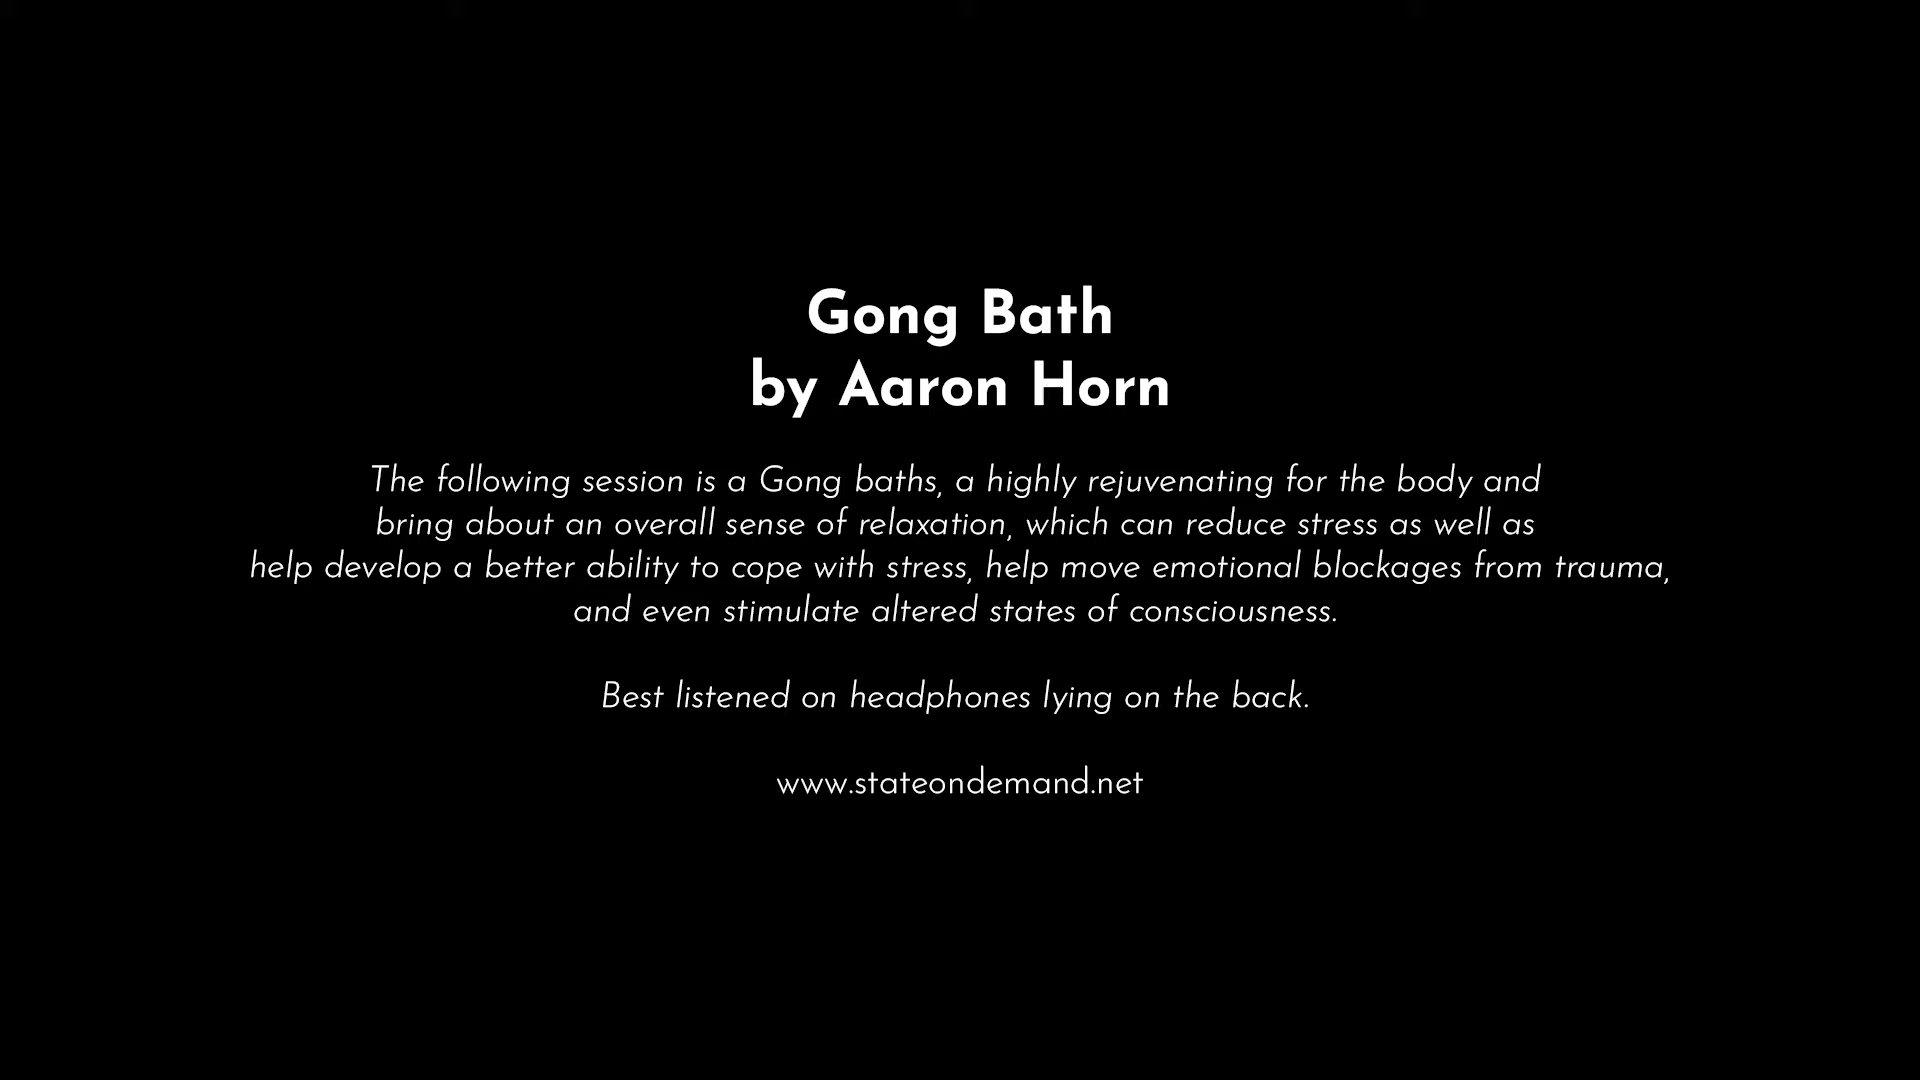 Gong Bath
by Aaron Horn
The following session is a Gong baths, a highly rejuvenating for the body and
bring about an overall sense of relaxation, which can reduce stress as well as
help develop a better ability to cope with stress, help move emotional blockages from trauma,
and even stimulate altered states of consciousness.
Best listened on headphones lying on the back.
www.stateondemand.net